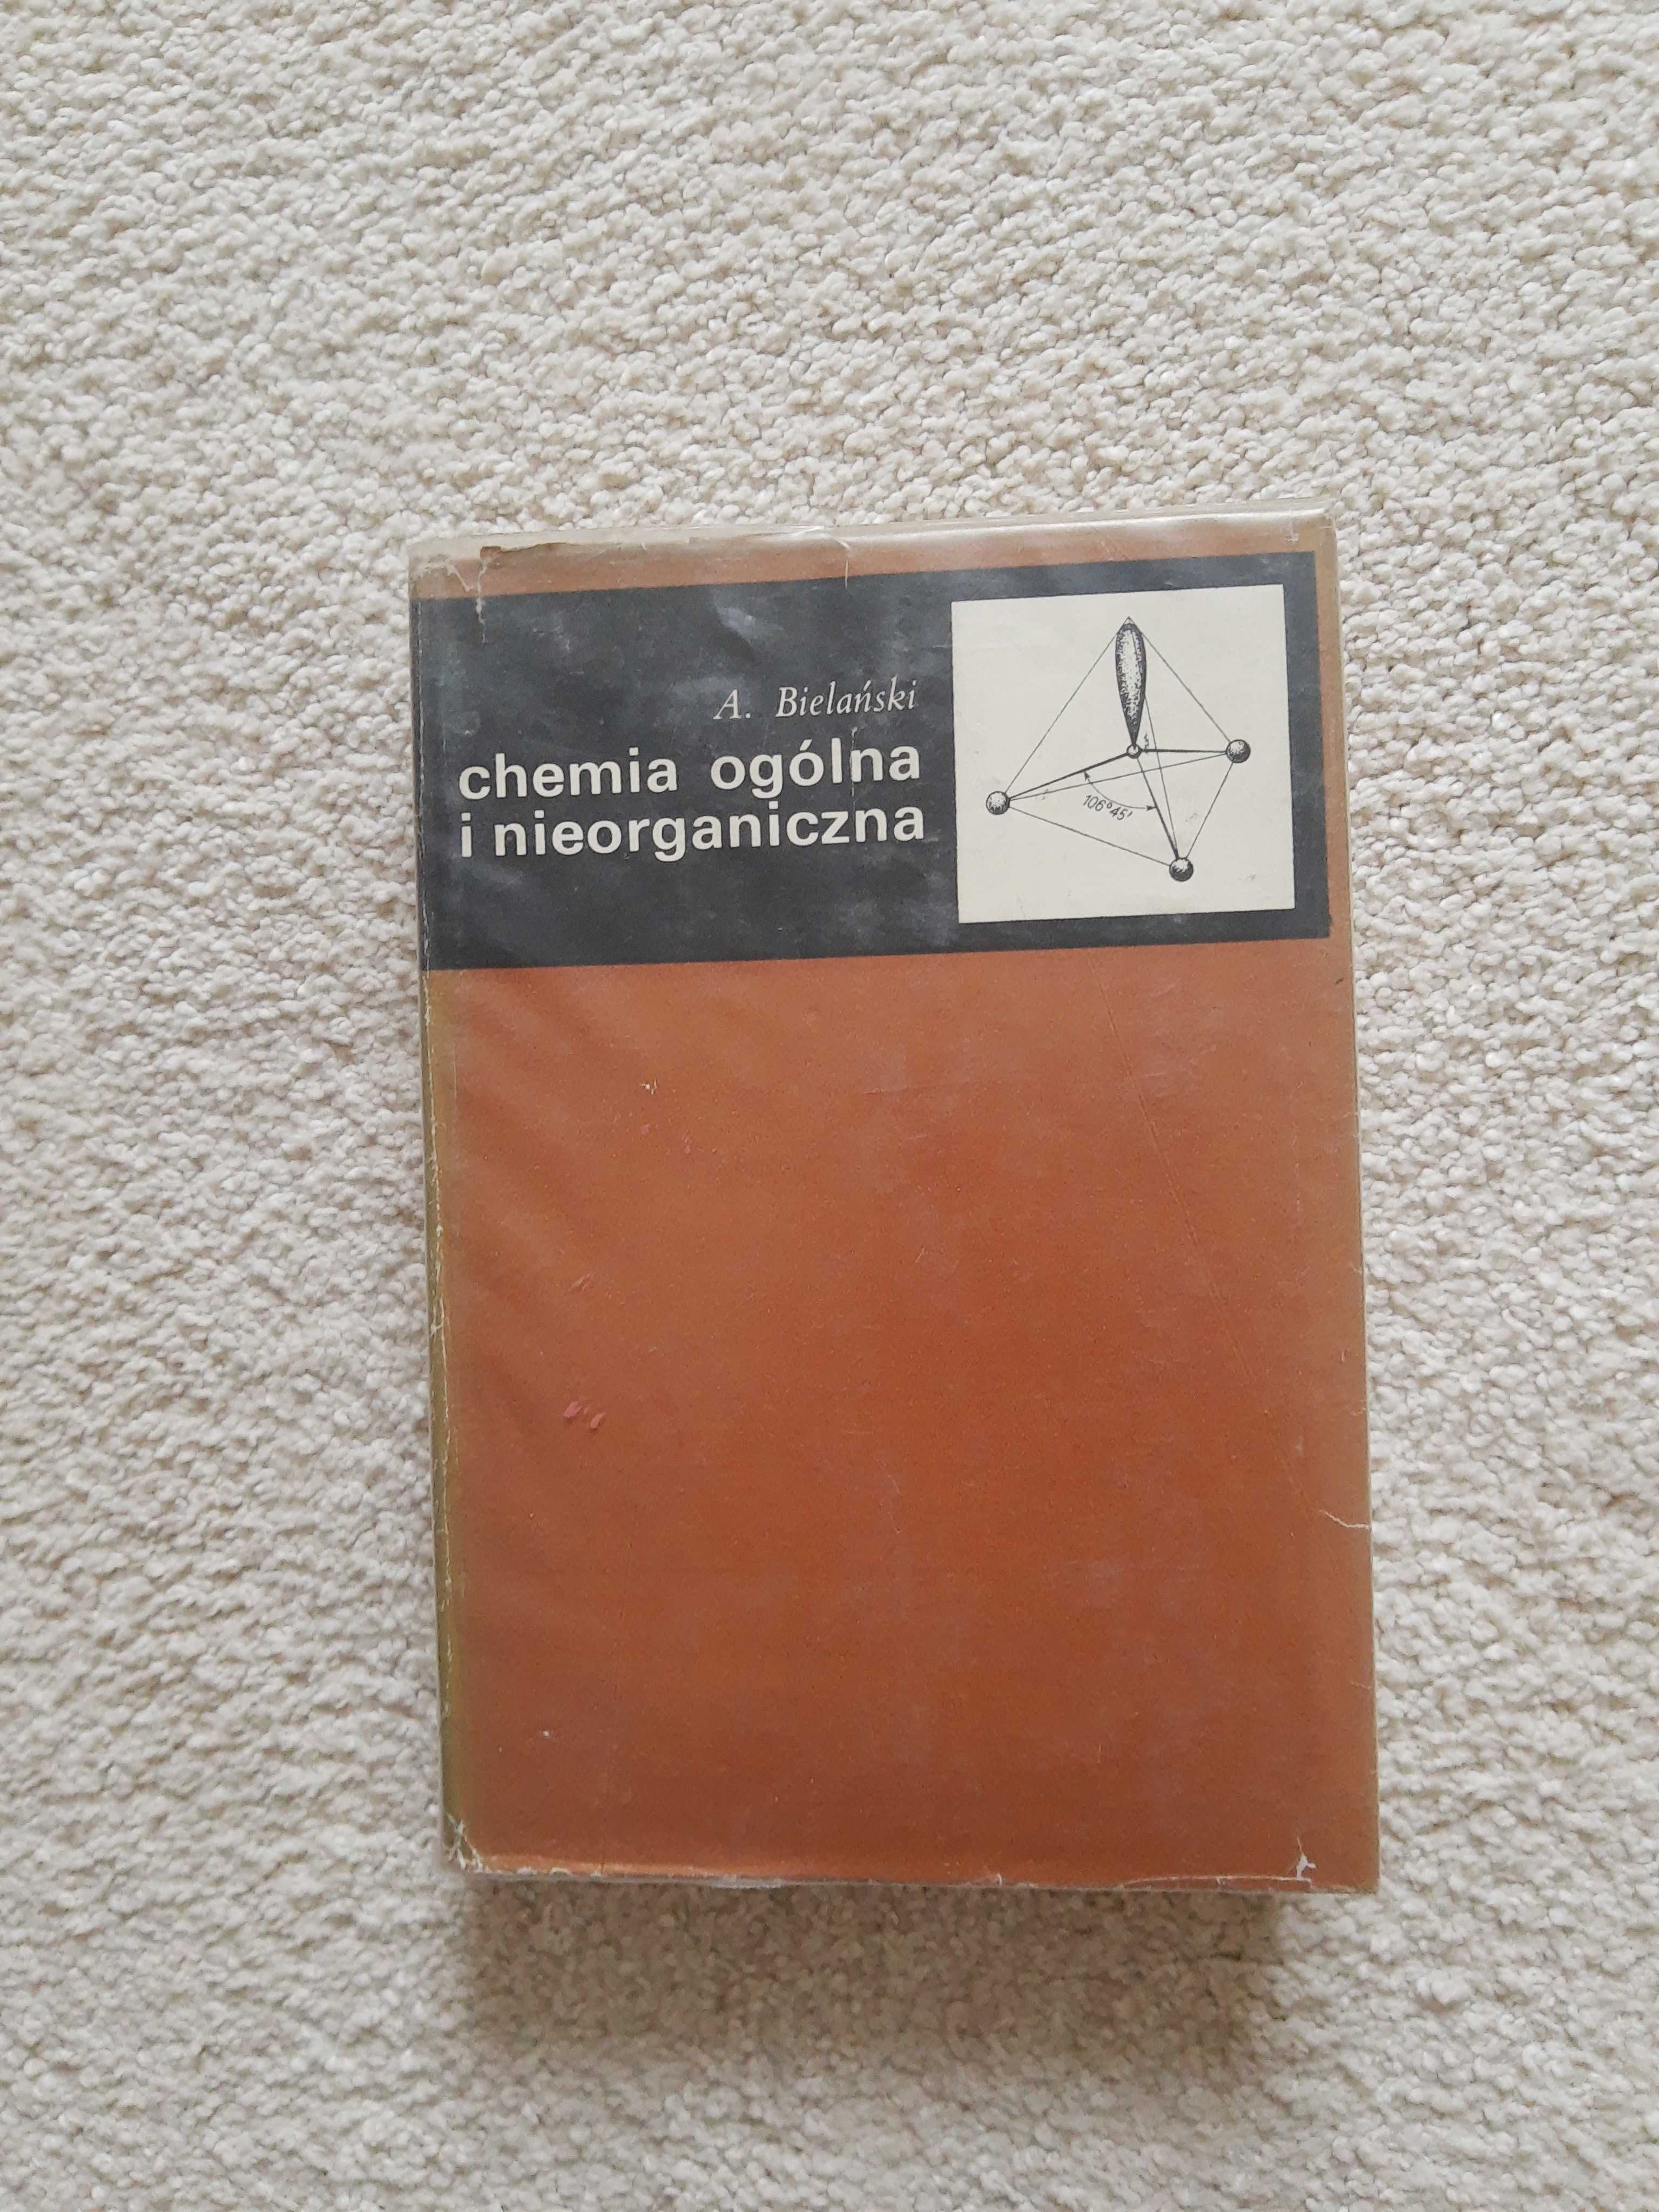 A. Bielański
chemia ogólna
i nieorganiczna
106°45'